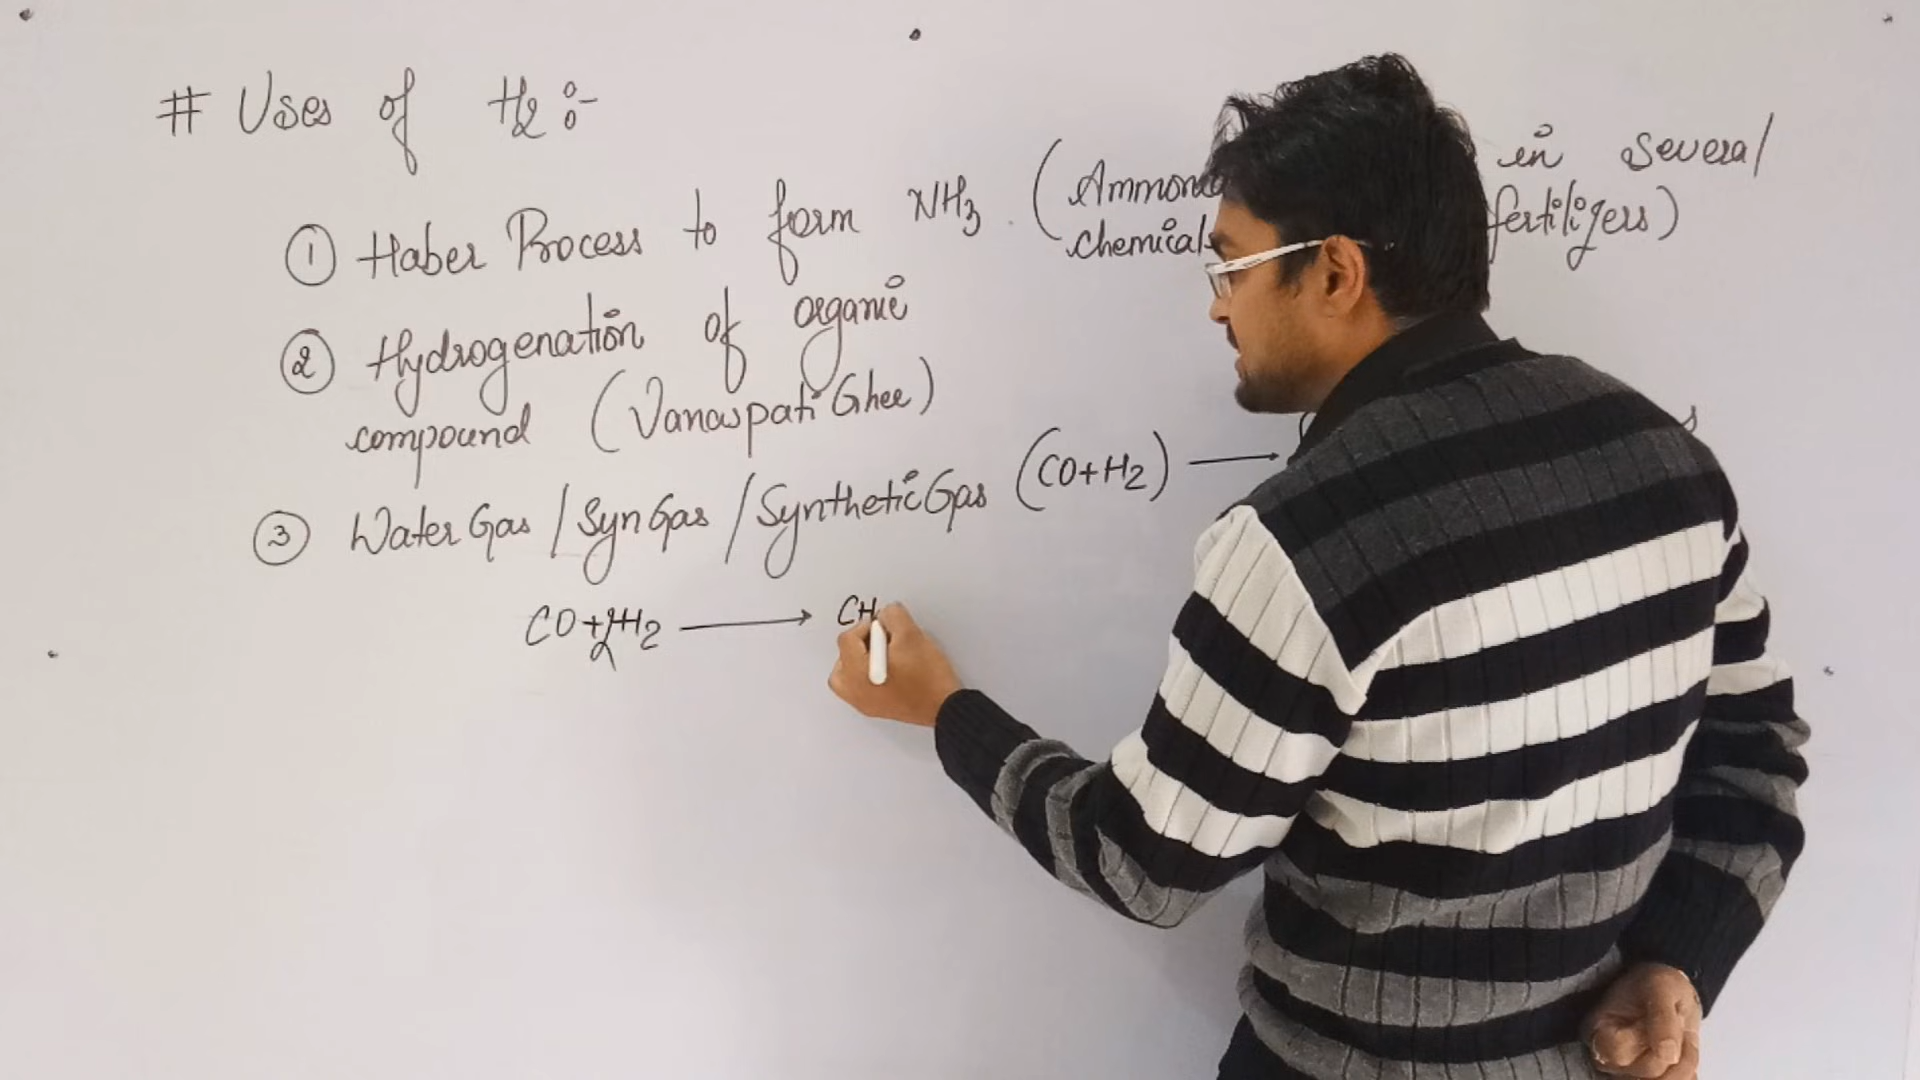 # Uses of H2 :-
① Haber Process to form NH3. (Ammonia in several
chemicals fertilizers)
② Hydrogenation of organic
compound (Vanaspati Ghee)
③ Water Gas / Syn Gas / Synthetic Gas (CO+H2) →
CO+2H2 → CH